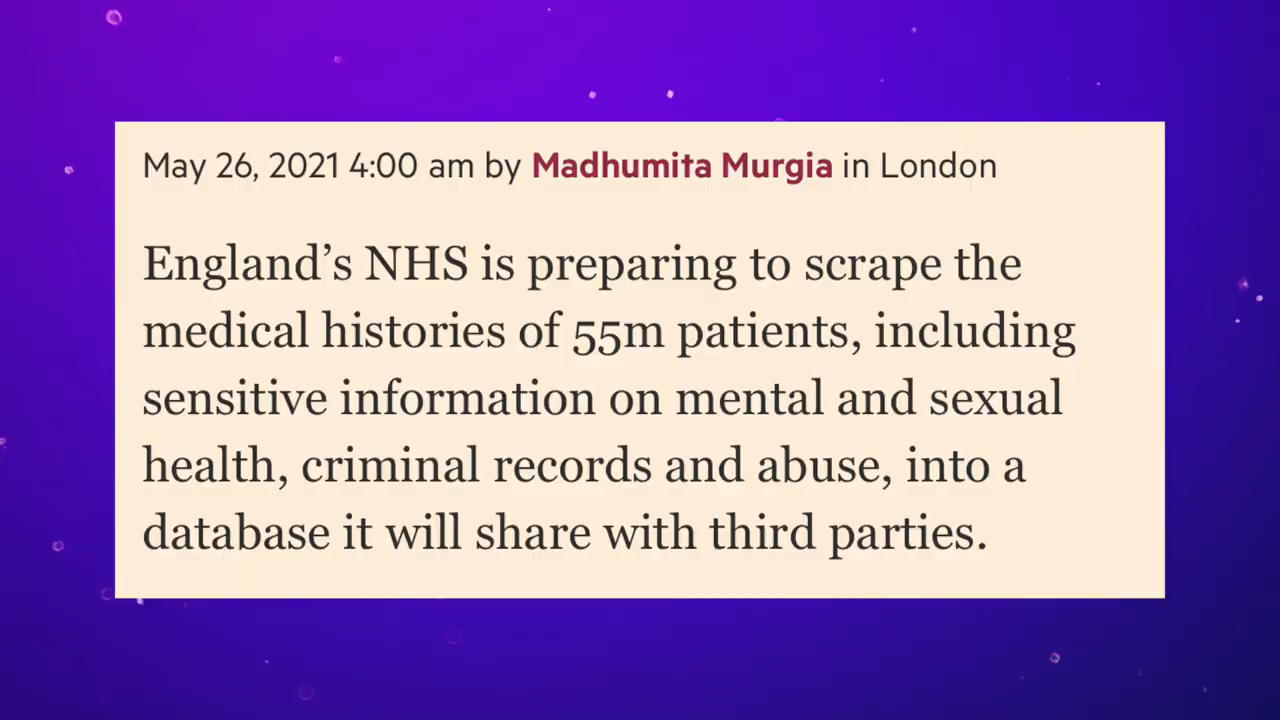 May 26, 2021 4:00 am by Madhumita Murgia in London
England’s NHS is preparing to scrape the
medical histories of 55m patients, including
sensitive information on mental and sexual
health, criminal records and abuse, into a
database it will share with third parties.